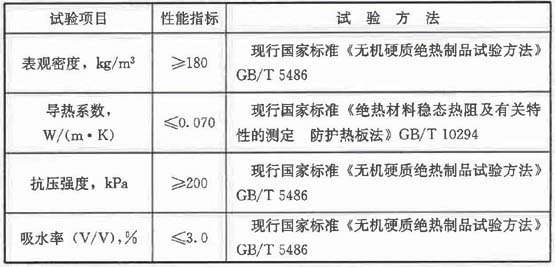 试验项目 性能指标 试验方法
表观密度，kg/m³ ≥180 现行国家标准《无机硬质绝热制品试验方法》
GB/T 5486
导热系数，
W/(m·K) ≤0.070 现行国家标准《绝热材料稳态热阻及有关特
性的测定 防护热板法》GB/T 10294
抗压强度，kPa ≥200 现行国家标准《无机硬质绝热制品试验方法》
GB/T 5486
吸水率（V/V),% ≤3.0 现行国家标准《无机硬质绝热制品试验方法》
GB/T 5486